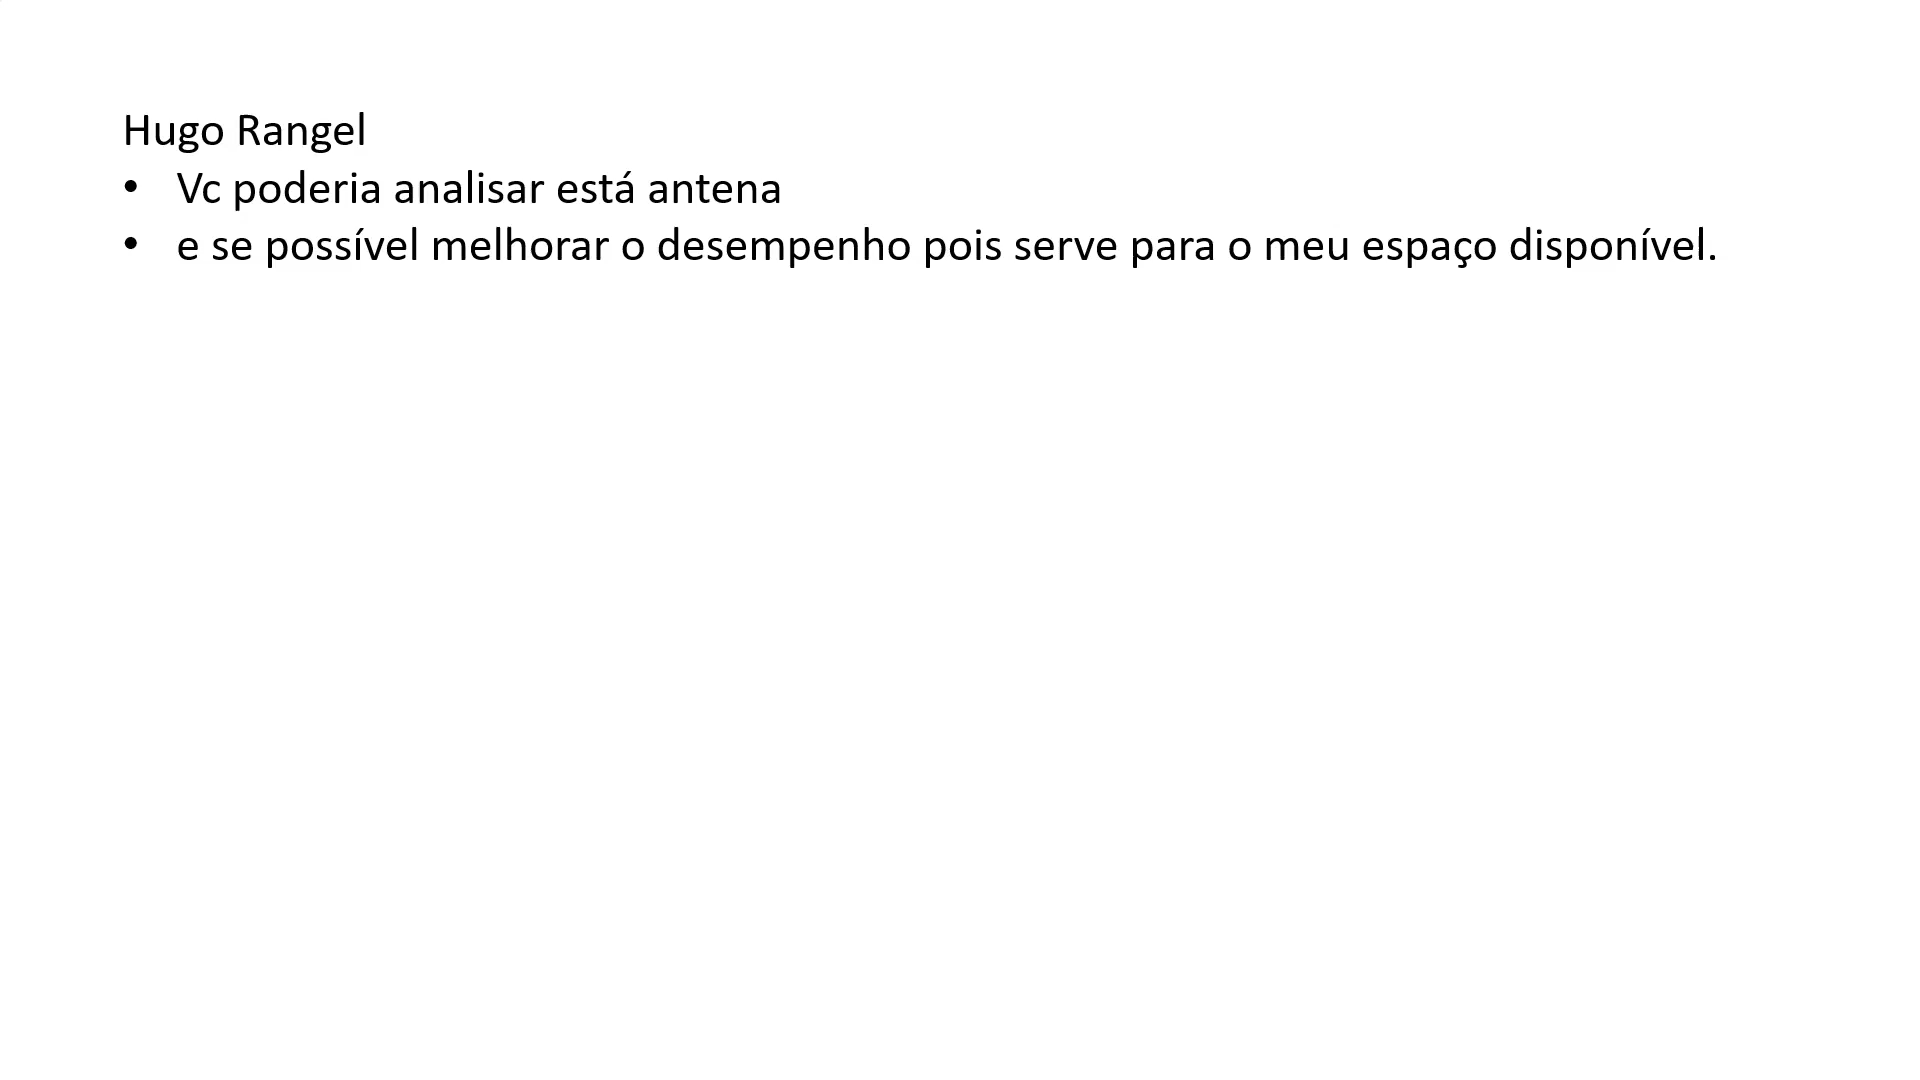 Hugo Rangel
• Vc poderia analisar está antena
• e se possível melhorar o desempenho pois serve para o meu espaço disponível.